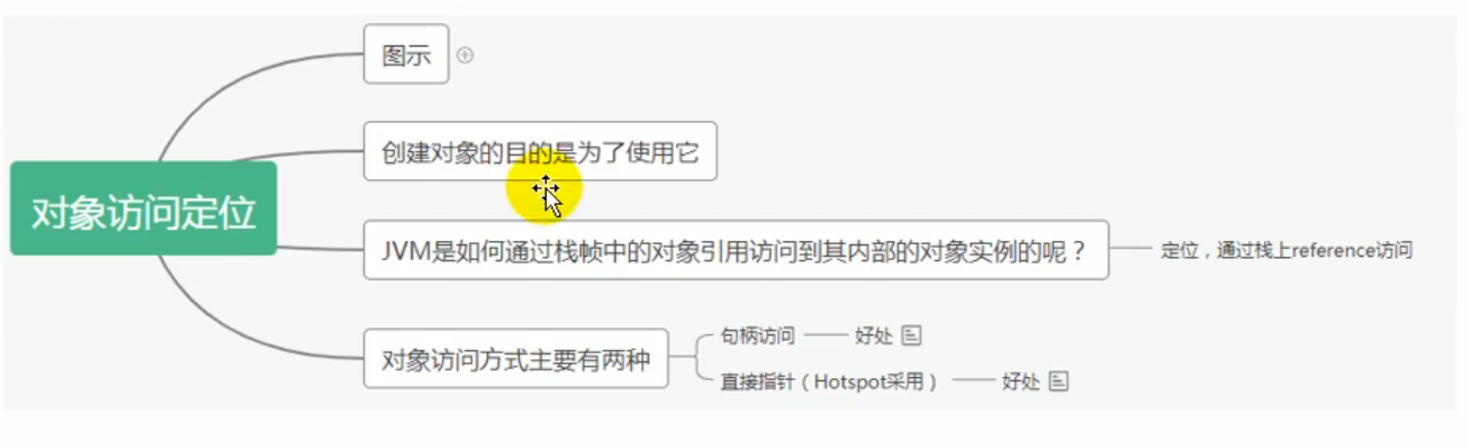 图示
创建对象的目的是为了使用它
对象访问定位
JVM是如何通过栈帧中的对象引用访问到其内部的对象实例的呢？
定位，通过栈上reference访问
对象访问方式主要有两种
句柄访问
好处
直接指针（Hotspot采用）
好处